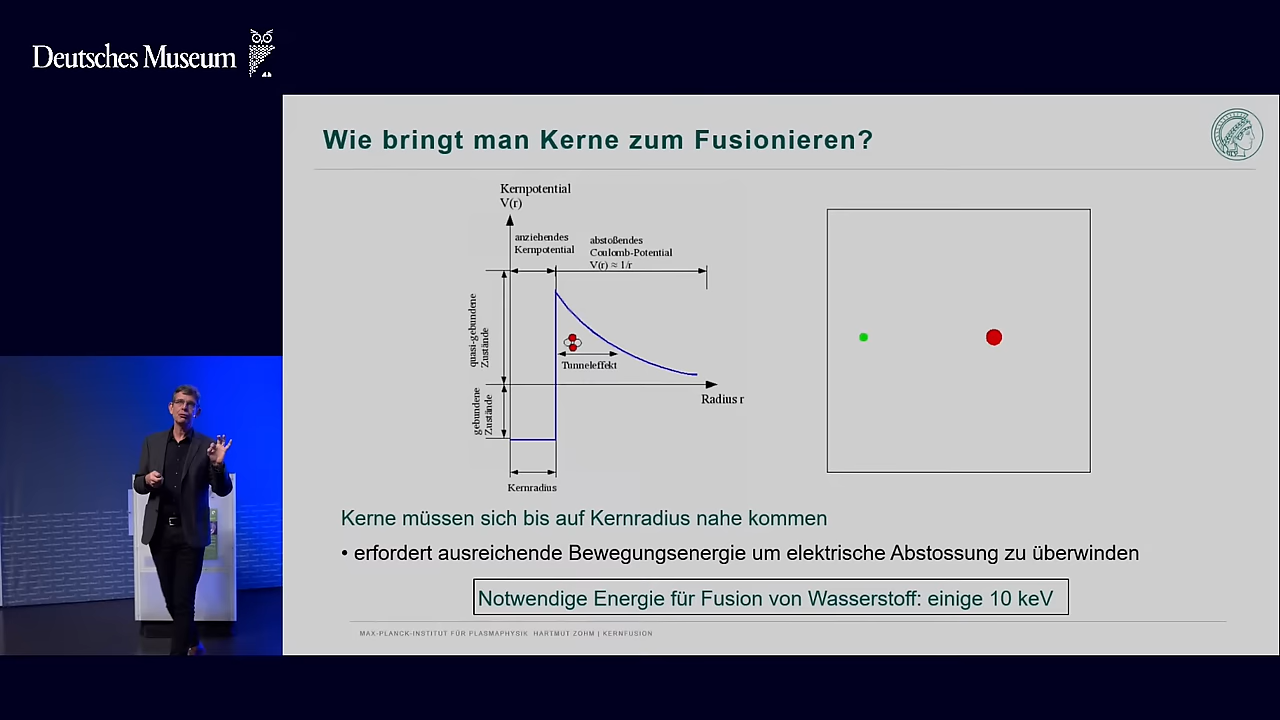 Deutsches Museum
Wie bringt man Kerne zum Fusionieren?
Kernpotential
V(r)
anziehendes
Kernpotential
abstoßendes
Coulomb-Potential
V(r) ≈ 1/r
quasi-gebundene
Zustände
Tunneleffekt
Radius r
gebundene
Zustände
Kernradius
Kerne müssen sich bis auf Kernradius nahe kommen
• erfordert ausreichende Bewegungsenergie um elektrische Abstossung zu überwinden
Notwendige Energie für Fusion von Wasserstoff: einige 10 keV
MAX-PLANCK-INSTITUT FÜR PLASMAPHYSIK HARTMUT ZOHM | KERNFUSION